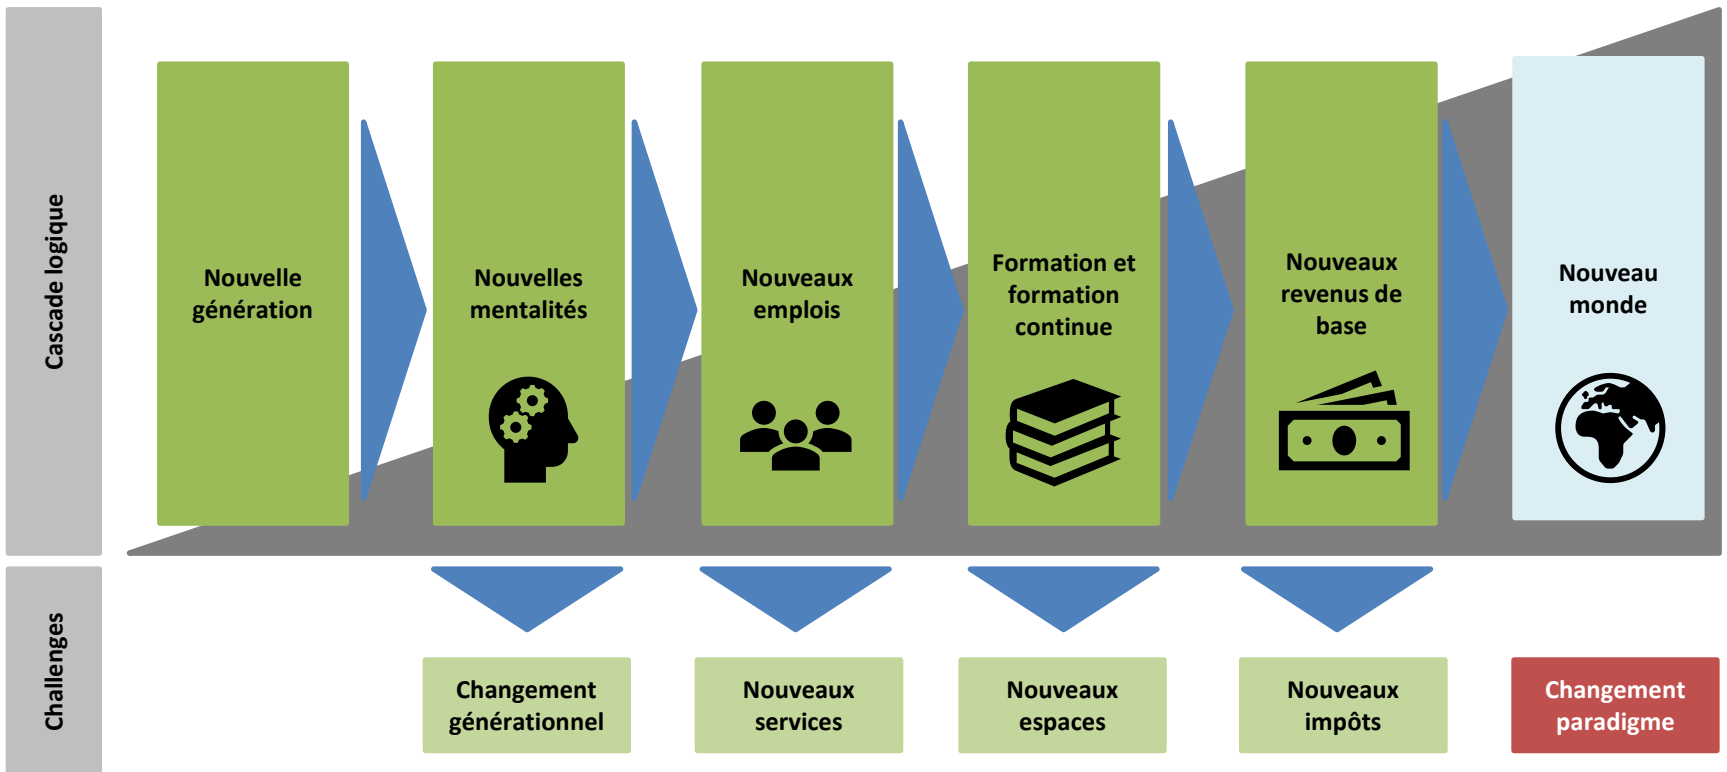 Cascade logique
Nouvelle
génération
Nouvelles
mentalités
Nouveaux
emplois
Formation et
formation
continue
Nouveaux
revenus de
base
Nouveau
monde
Challenges
Changement
générationnel
Nouveaux
services
Nouveaux
espaces
Nouveaux
impôts
Changement
paradigme